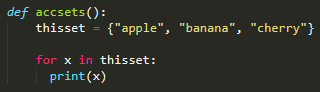 def accsets():
    thisset = {"apple", "banana", "cherry"}

    for x in thisset:
      print(x)